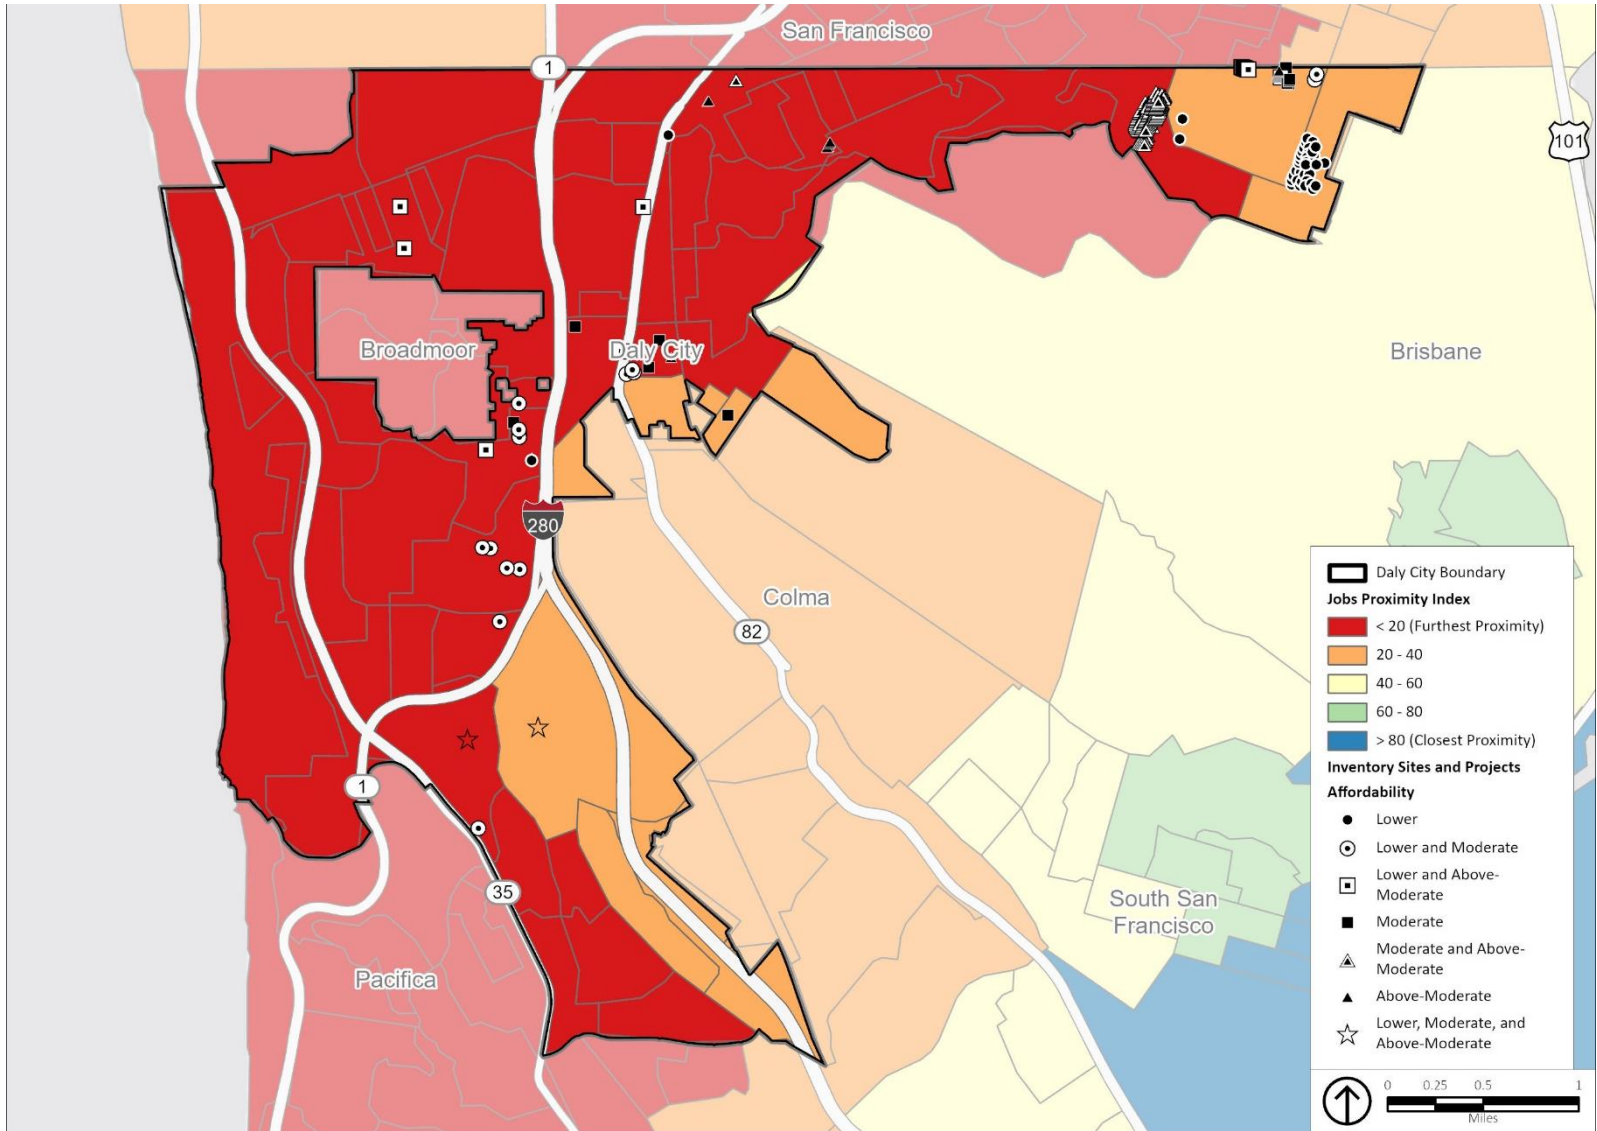 San Francisco
1
101
Broadmoor
Daly City
Brisbane
280
Colma
82
1
35
Pacifica
South San
Francisco
Daly City Boundary
Jobs Proximity Index
< 20 (Furthest Proximity)
20 - 40
40 - 60
60 - 80
> 80 (Closest Proximity)
Inventory Sites and Projects
Affordability
Lower
Lower and Moderate
Lower and Above-
Moderate
Moderate
Moderate and Above-
Moderate
Above-Moderate
Lower, Moderate, and
Above-Moderate
0 0.25 0.5 1
Miles